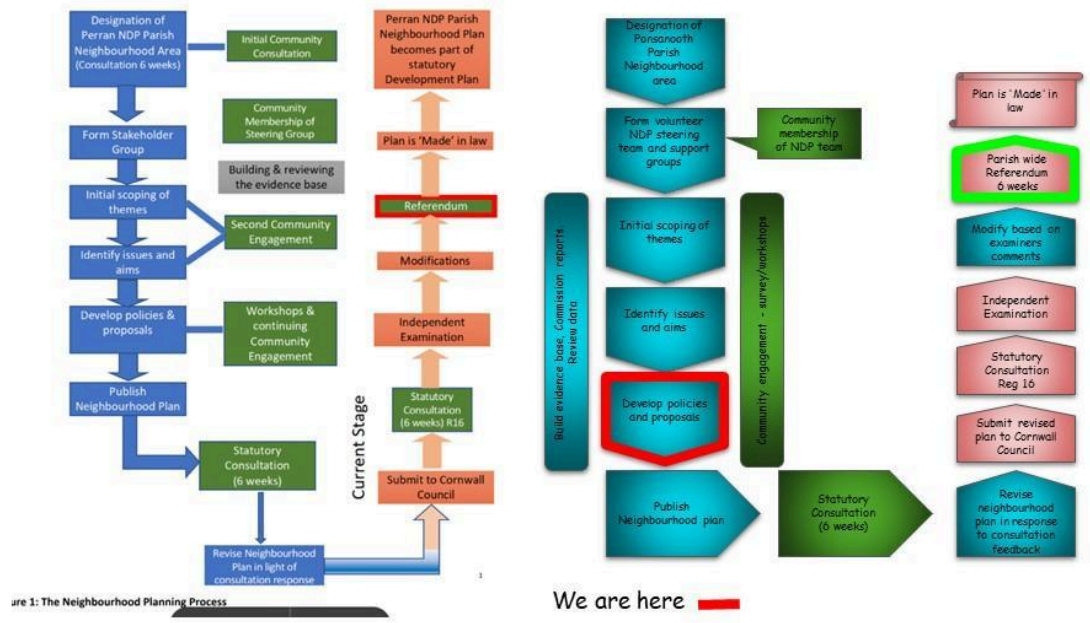 Designation of
Perran NDP Parish
Neighbourhood Area
(Consultation 6 weeks)
Initial Community
Consultation
Community
Membership of
Steering Group
Form Stakeholder
Group
Building & reviewing
the evidence base
Initial scoping of
themes
Second Community
Engagement
Identify issues and
aims
Develop policies &
proposals
Workshops &
continuing
Community
Engagement
Publish
Neighbourhood Plan
Statutory
Consultation
(6 weeks)
Revise Neighbourhood
Plan in light of
consultation response
Perran NDP Parish
Neighbourhood Plan
becomes part of
statutory
Development Plan
Plan is 'Made' in law
Referendum
Modifications
Independent
Examination
Statutory
Consultation
(6 weeks) R16
Current Stage
Submit to Cornwall
Council
1
ure 1: The Neighbourhood Planning Process
Designation of
Ponsanooth
Parish
Neighbourhood
area
Form volunteer
NDP steering
team and support
groups
Community
membership
of NDP team
Initial scoping of
themes
Build evidence base, Commission reports,
Review data
Community engagement - survey/workshops
Identify issues
and aims
Develop policies
and proposals
Publish
Neighbourhood plan
Statutory
Consultation
(6 weeks)
Plan is 'Made' in
law
Parish wide
Referendum
6 weeks
Modify based on
examiners
comments
Independent
Examination
Statutory
Consultation
Reg 16
Submit revised
plan to Cornwall
Council
Revise
neighbourhood
plan in response
to consultation
feedback
We are here